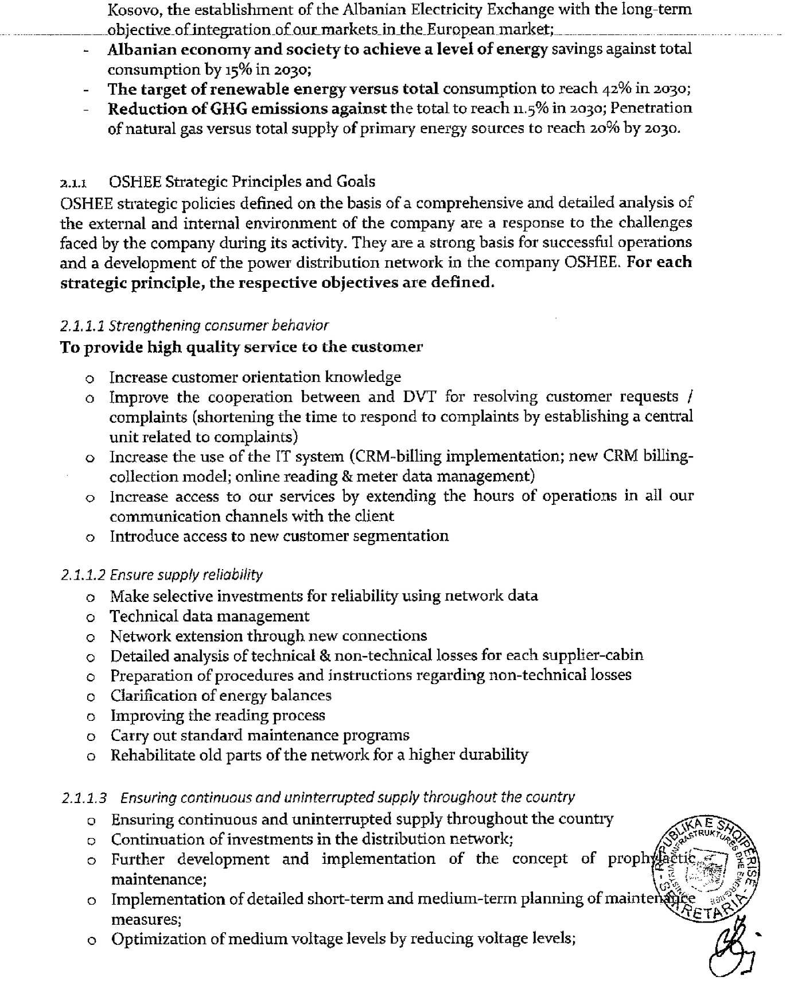 Kosovo, the establishment of the Albanian Electricity Exchange with the long-term
objective of integration of our markets in the European market;
- Albanian economy and society to achieve a level of energy savings against total
consumption by 15% in 2030;
- The target of renewable energy versus total consumption to reach 42% in 2030;
- Reduction of GHG emissions against the total to reach 11.5% in 2030; Penetration
of natural gas versus total supply of primary energy sources to reach 20% by 2030.
2.1.1 OSHEE Strategic Principles and Goals
OSHEE strategic policies defined on the basis of a comprehensive and detailed analysis of
the external and internal environment of the company are a response to the challenges
faced by the company during its activity. They are a strong basis for successful operations
and a development of the power distribution network in the company OSHEE. For each
strategic principle, the respective objectives are defined.
2.1.1.1 Strengthening consumer behavior
To provide high quality service to the customer
o Increase customer orientation knowledge
o Improve the cooperation between and DVT for resolving customer requests /
complaints (shortening the time to respond to complaints by establishing a central
unit related to complaints)
o Increase the use of the IT system (CRM-billing implementation; new CRM billing-
collection model; online reading & meter data management)
o Increase access to our services by extending the hours of operations in all our
communication channels with the client
o Introduce access to new customer segmentation
2.1.1.2 Ensure supply reliability
o Make selective investments for reliability using network data
o Technical data management
o Network extension through new connections
o Detailed analysis of technical & non-technical losses for each supplier-cabin
o Preparation of procedures and instructions regarding non-technical losses
o Clarification of energy balances
o Improving the reading process
o Carry out standard maintenance programs
o Rehabilitate old parts of the network for a higher durability
2.1.1.3 Ensuring continuous and uninterrupted supply throughout the country
o Ensuring continuous and uninterrupted supply throughout the country
o Continuation of investments in the distribution network;
o Further development and implementation of the concept of prophylactic
maintenance;
o Implementation of detailed short-term and medium-term planning of maintenance
measures;
o Optimization of medium voltage levels by reducing voltage levels;
REPUBLIKA E SHQIPERISE
SEKRETARIA